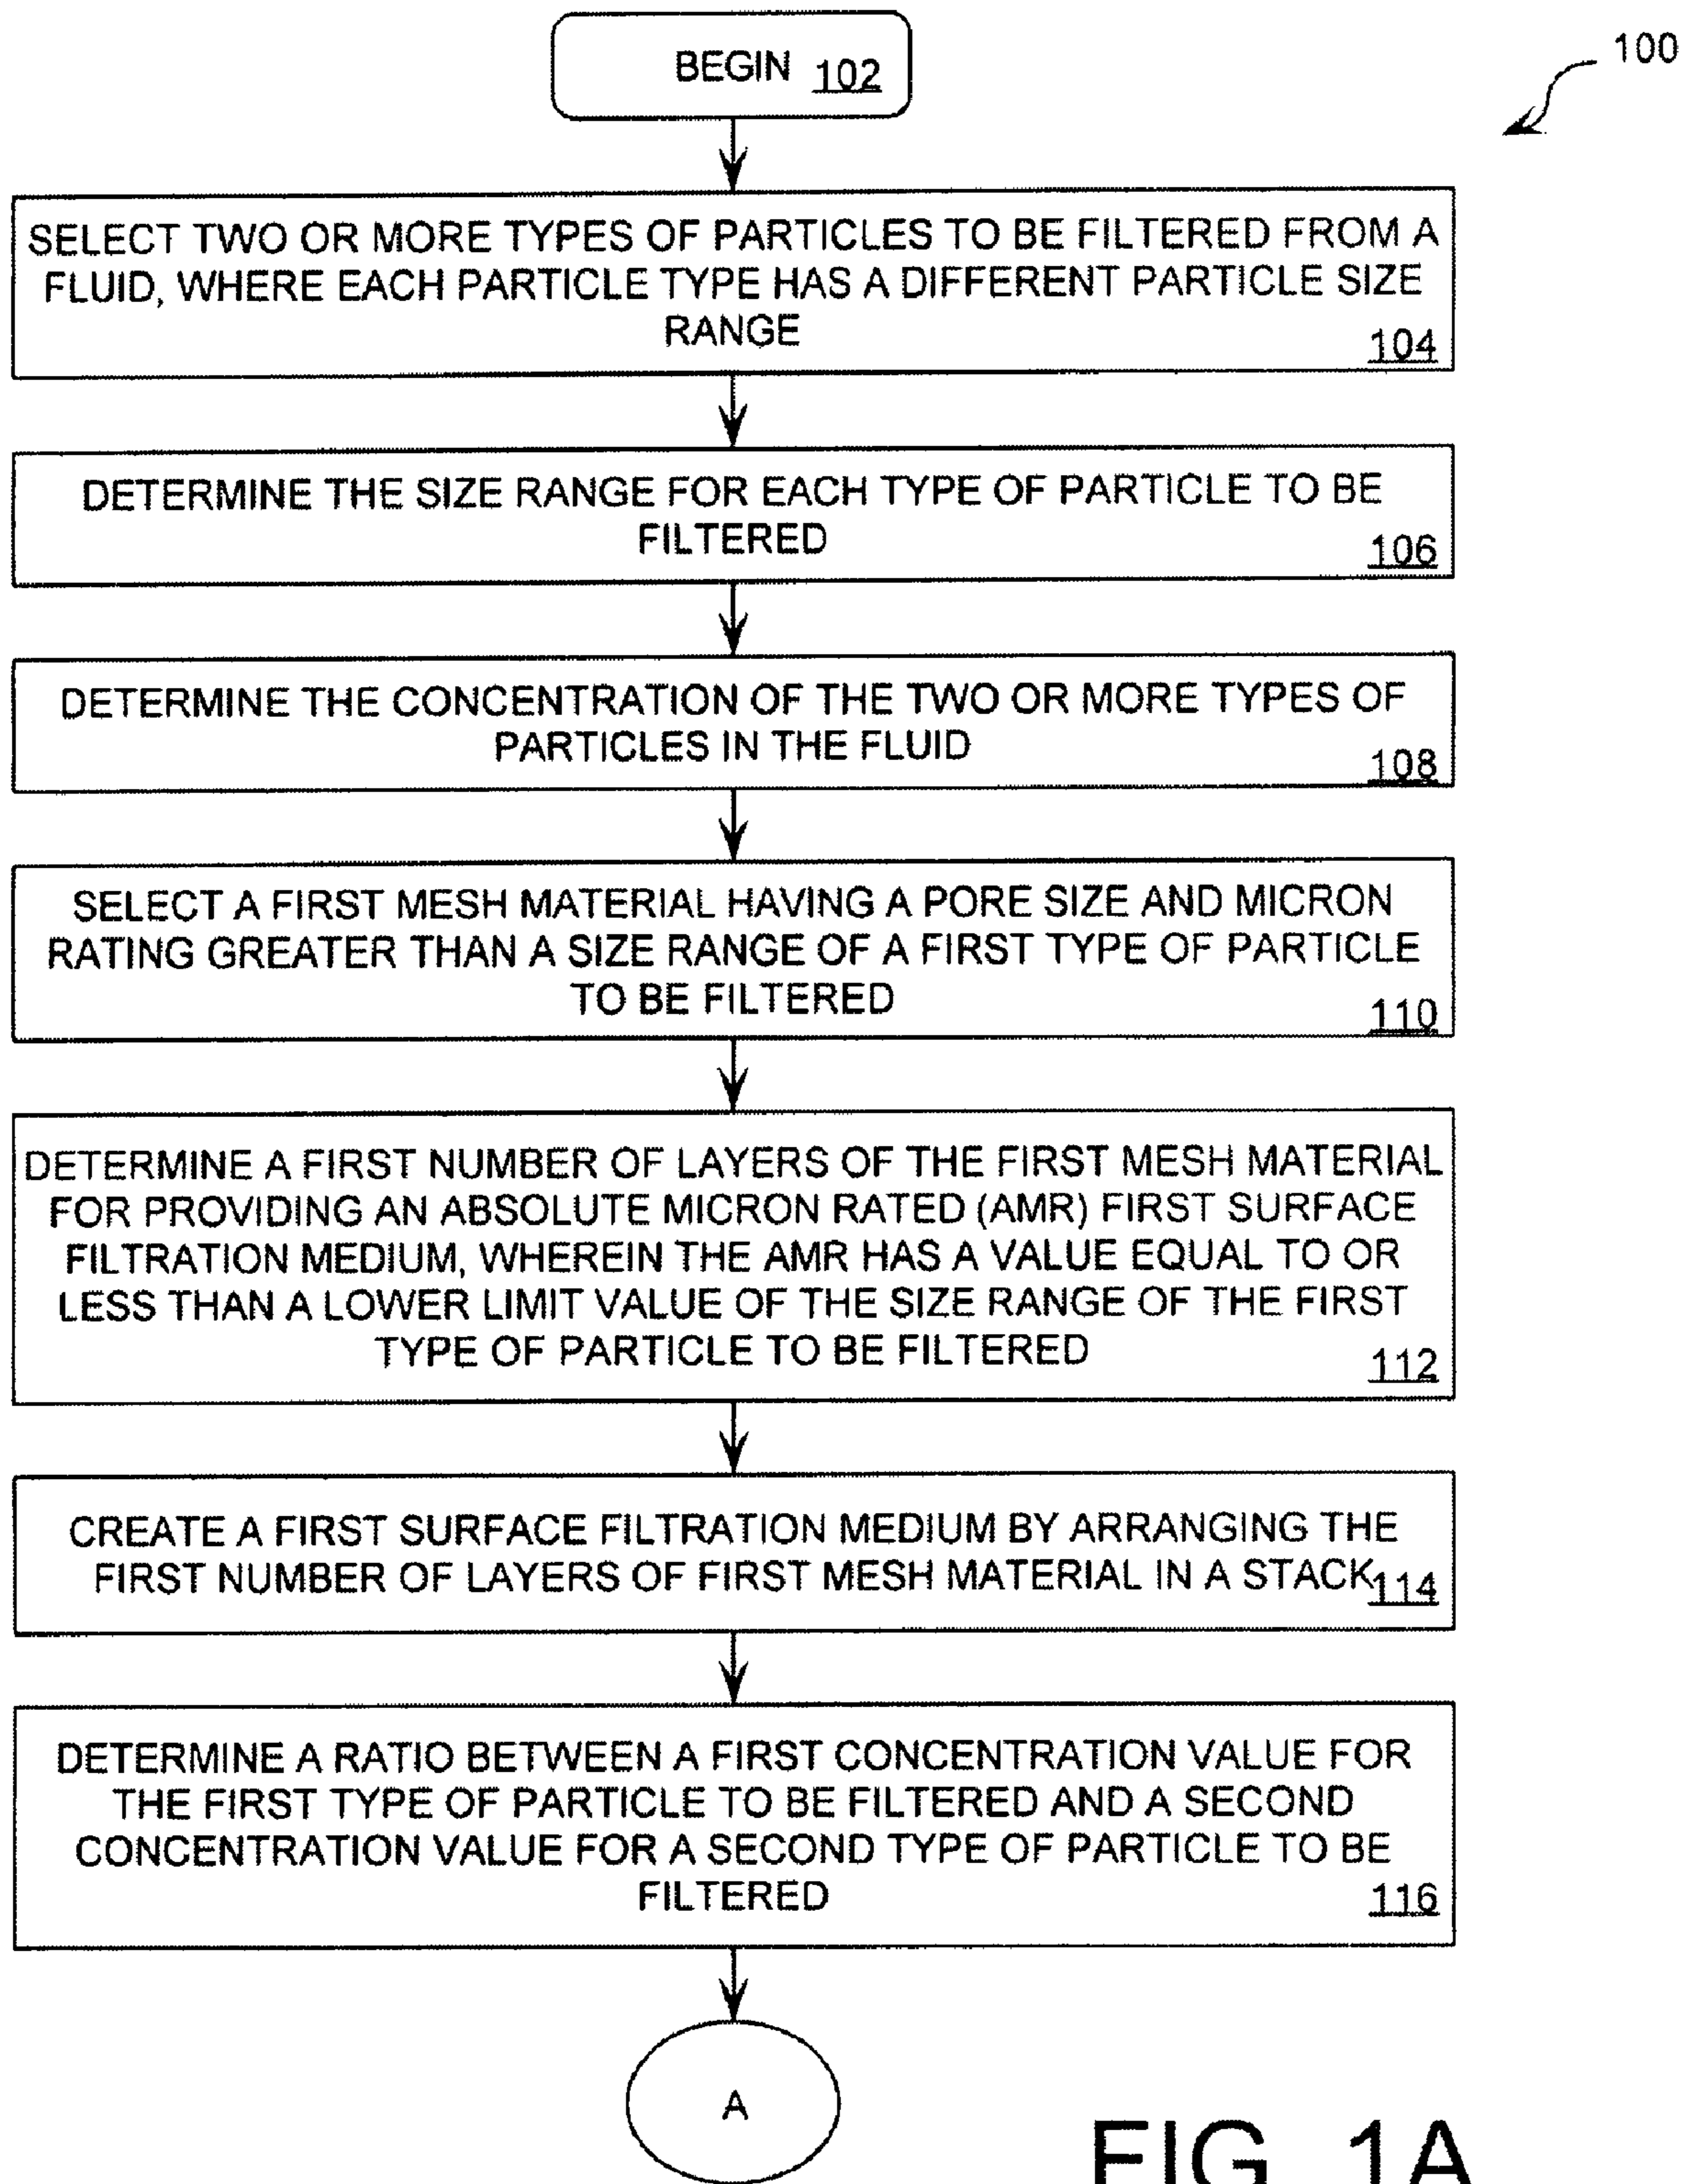 BEGIN 102
100
SELECT TWO OR MORE TYPES OF PARTICLES TO BE FILTERED FROM A
FLUID, WHERE EACH PARTICLE TYPE HAS A DIFFERENT PARTICLE SIZE
RANGE
104
DETERMINE THE SIZE RANGE FOR EACH TYPE OF PARTICLE TO BE
FILTERED
106
DETERMINE THE CONCENTRATION OF THE TWO OR MORE TYPES OF
PARTICLES IN THE FLUID
108
SELECT A FIRST MESH MATERIAL HAVING A PORE SIZE AND MICRON
RATING GREATER THAN A SIZE RANGE OF A FIRST TYPE OF PARTICLE
TO BE FILTERED
110
DETERMINE A FIRST NUMBER OF LAYERS OF THE FIRST MESH MATERIAL
FOR PROVIDING AN ABSOLUTE MICRON RATED (AMR) FIRST SURFACE
FILTRATION MEDIUM, WHEREIN THE AMR HAS A VALUE EQUAL TO OR
LESS THAN A LOWER LIMIT VALUE OF THE SIZE RANGE OF THE FIRST
TYPE OF PARTICLE TO BE FILTERED
112
CREATE A FIRST SURFACE FILTRATION MEDIUM BY ARRANGING THE
FIRST NUMBER OF LAYERS OF FIRST MESH MATERIAL IN A STACK
114
DETERMINE A RATIO BETWEEN A FIRST CONCENTRATION VALUE FOR
THE FIRST TYPE OF PARTICLE TO BE FILTERED AND A SECOND
CONCENTRATION VALUE FOR A SECOND TYPE OF PARTICLE TO BE
FILTERED
116
A
FIG. 1A